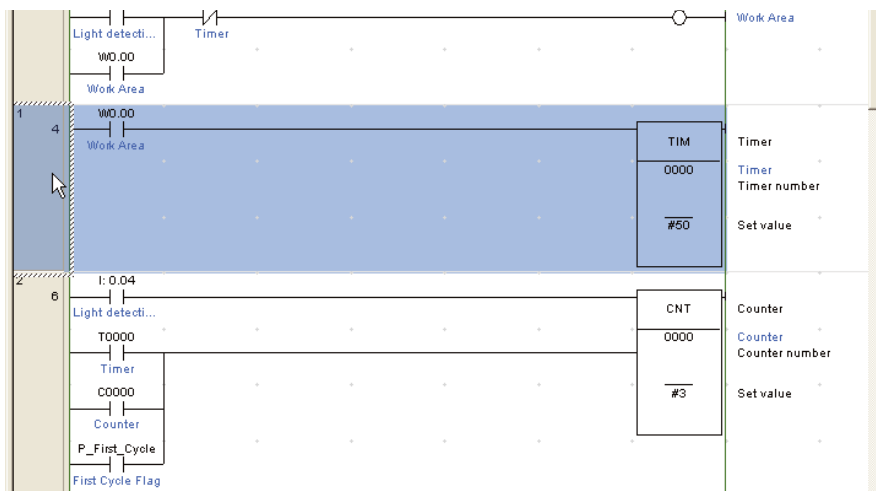 Light detecti... Timer Work Area
W0.00
Work Area
1 W0.00
4 TIM Timer
Work Area
0000 Timer
Timer number
#50 Set value
2 I: 0.04
6 CNT Counter
Light detecti...
T0000 0000 Counter
Counter number
Timer
C0000 #3 Set value
Counter
P_First_Cycle
First Cycle Flag